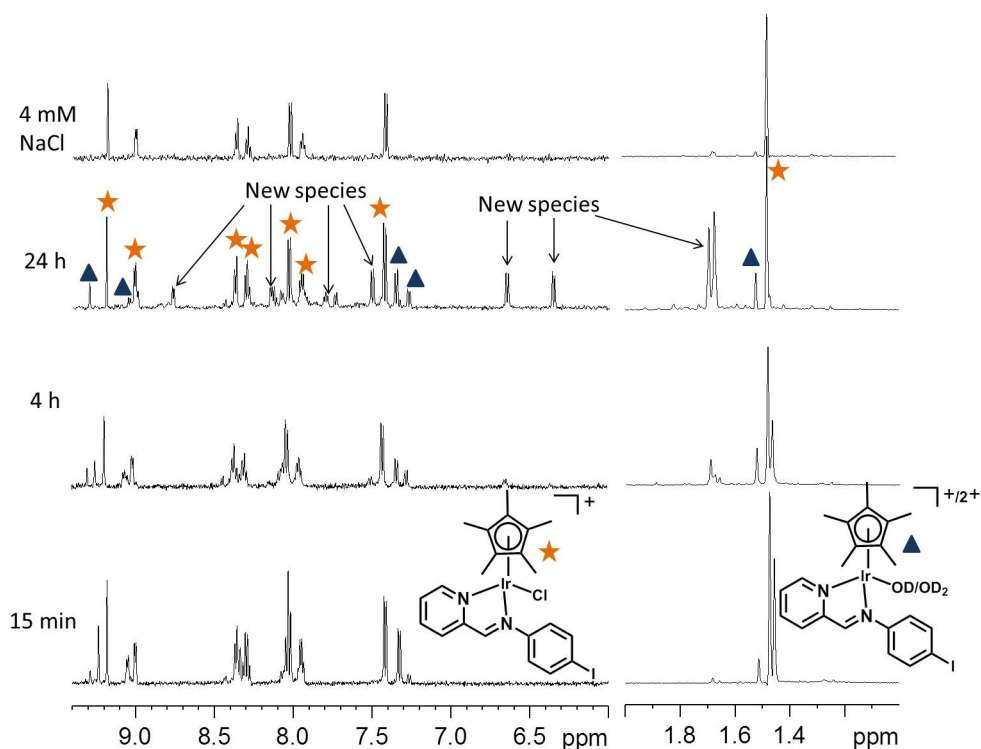 4 mM
NaCl
24 h
New species
New species
4 h
+
Ir
Cl
N
N
I
+/2+
Ir
OD/OD₂
N
N
I
15 min
9.0 8.5 8.0 7.5 7.0 6.5 ppm
1.8 1.6 1.4 ppm